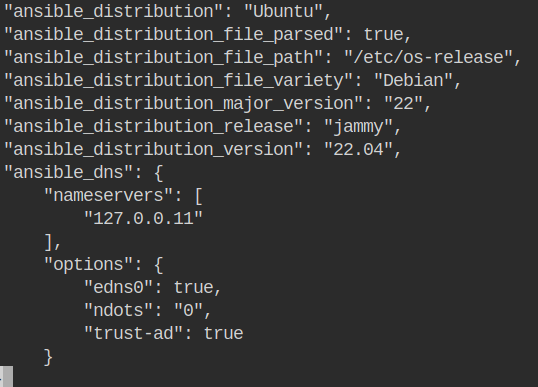 "ansible_distribution": "Ubuntu",
"ansible_distribution_file_parsed": true,
"ansible_distribution_file_path": "/etc/os-release",
"ansible_distribution_file_variety": "Debian",
"ansible_distribution_major_version": "22",
"ansible_distribution_release": "jammy",
"ansible_distribution_version": "22.04",
"ansible_dns": {
    "nameservers": [
        "127.0.0.11"
    ],
    "options": {
        "edns0": true,
        "ndots": "0",
        "trust-ad": true
    }